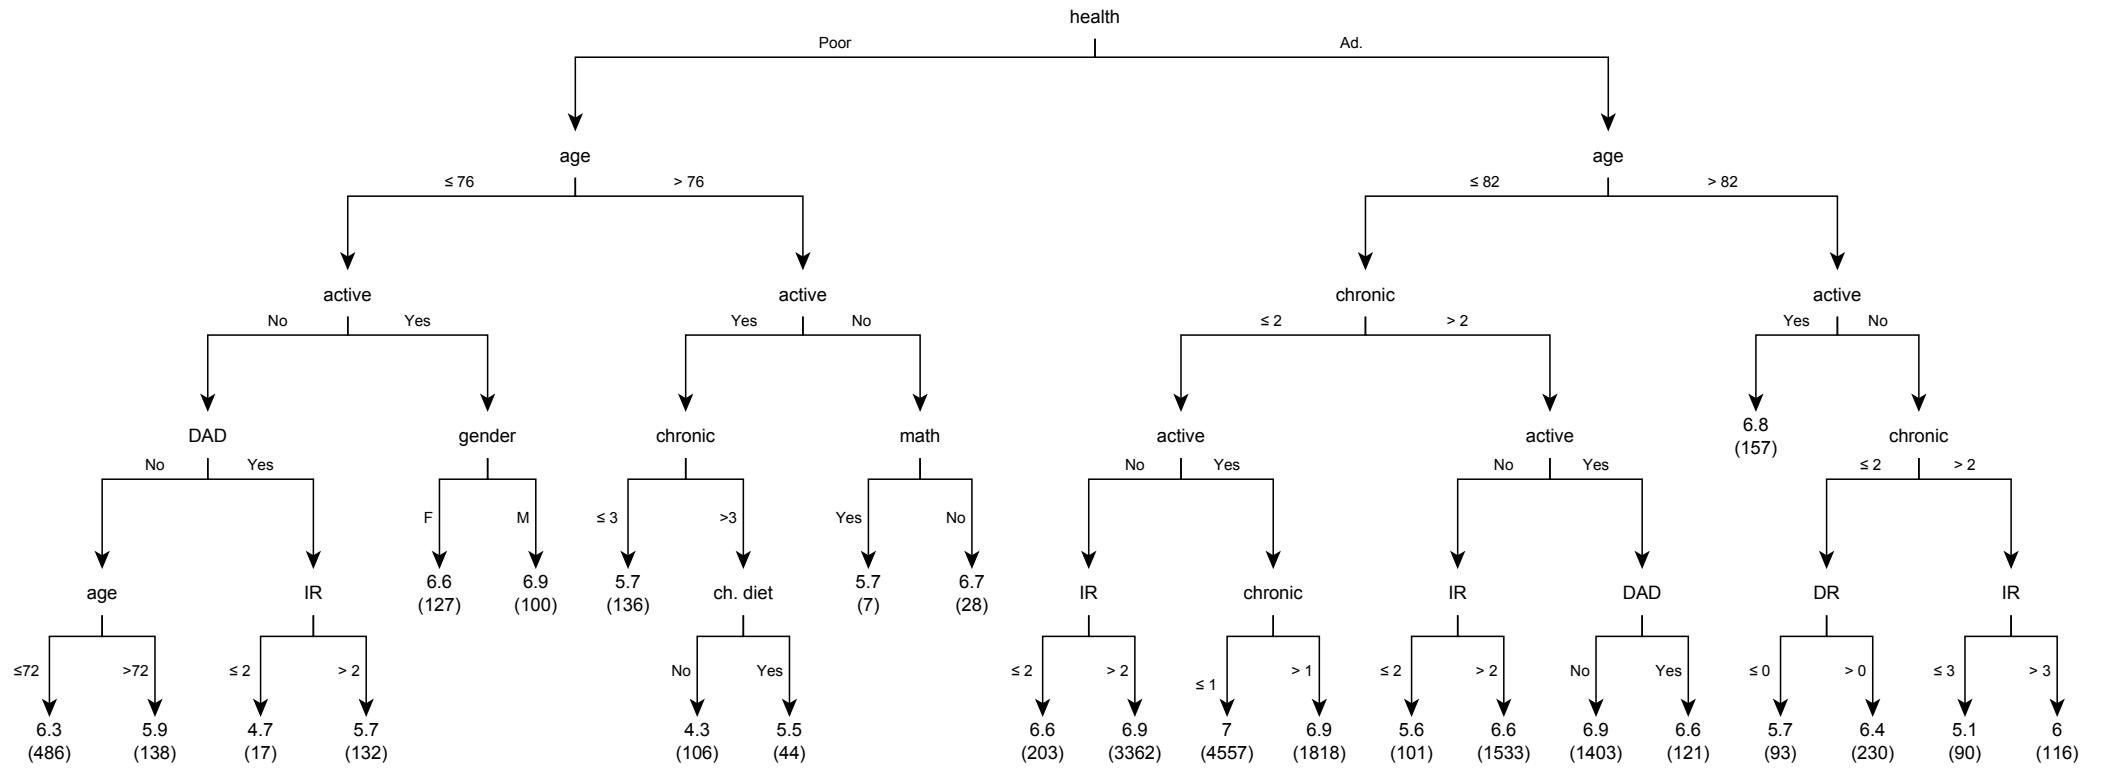 health
Poor Ad.
age age
≤ 76 > 76 ≤ 82 > 82
active active chronic active
No Yes Yes No ≤ 2 > 2 Yes No
DAD gender chronic math active active 6.8 chronic
(157)
No Yes No Yes No Yes ≤ 2 > 2
F M ≤ 3 >3 Yes No
6.6 6.9 5.7 5.7 6.7
(127) (100) (136) (7) (28)
age IR ch. diet IR chronic IR DAD DR IR
≤72 >72 ≤ 2 > 2 No Yes ≤ 2 > 2 ≤ 1 > 1 ≤ 2 > 2 No Yes ≤ 0 > 0 ≤ 3 > 3
6.3 5.9 4.7 5.7 4.3 5.5 6.6 6.9 7 6.9 5.6 6.6 6.9 6.6 5.7 6.4 5.1 6
(486) (138) (17) (132) (106) (44) (203) (3362) (4557) (1818) (101) (1533) (1403) (121) (93) (230) (90) (116)